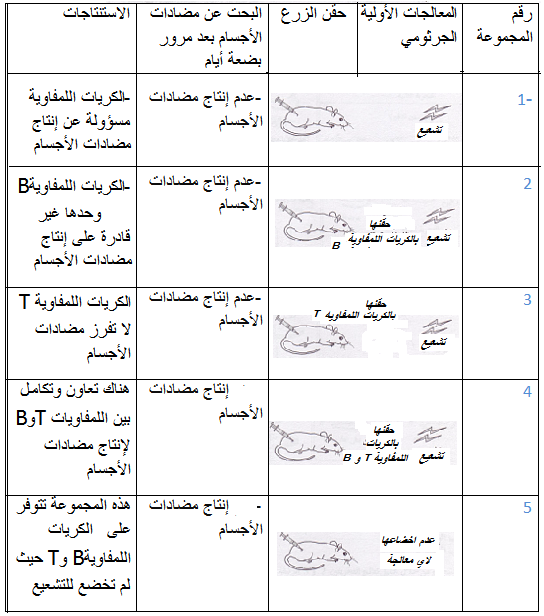 رقم
المجموعة
المعالجات الأولية
الجرثومي
حقن الزرع
البحث عن مضادات
الأجسام بعد مرور
بضعة أيام
الاستنتاجات
-1
تشعيع
-عدم إنتاج مضادات
الأجسام
-الكريات اللمفاوية
مسؤولة عن إنتاج
مضادات الأجسام
2
تشعيع
حقنها
بالكريات اللمفاوية B
-عدم إنتاج مضادات
الأجسام
-الكريات اللمفاويةB
وحدها غير
قادرة على إنتاج
مضادات الأجسام
3
تشعيع
حقنها
بالكريات اللمفاوية T
-عدم إنتاج مضادات
الأجسام
الكريات اللمفاوية T
لا تفرز مضادات
الأجسام
4
تشعيع
حقنها
بالكريات
اللمفاوية T و B
إنتاج مضادات
الأجسام
هناك تعاون وتكامل
بين اللمفاويات TوB
لإنتاج مضادات
الأجسام
5
عدم اخضاعها
لاي معالجة
- إنتاج مضادات
الأجسام
هذه المجموعة تتوفر
على الكريات
اللمفاويةB وT حيث
لم تخضع للتشعيع